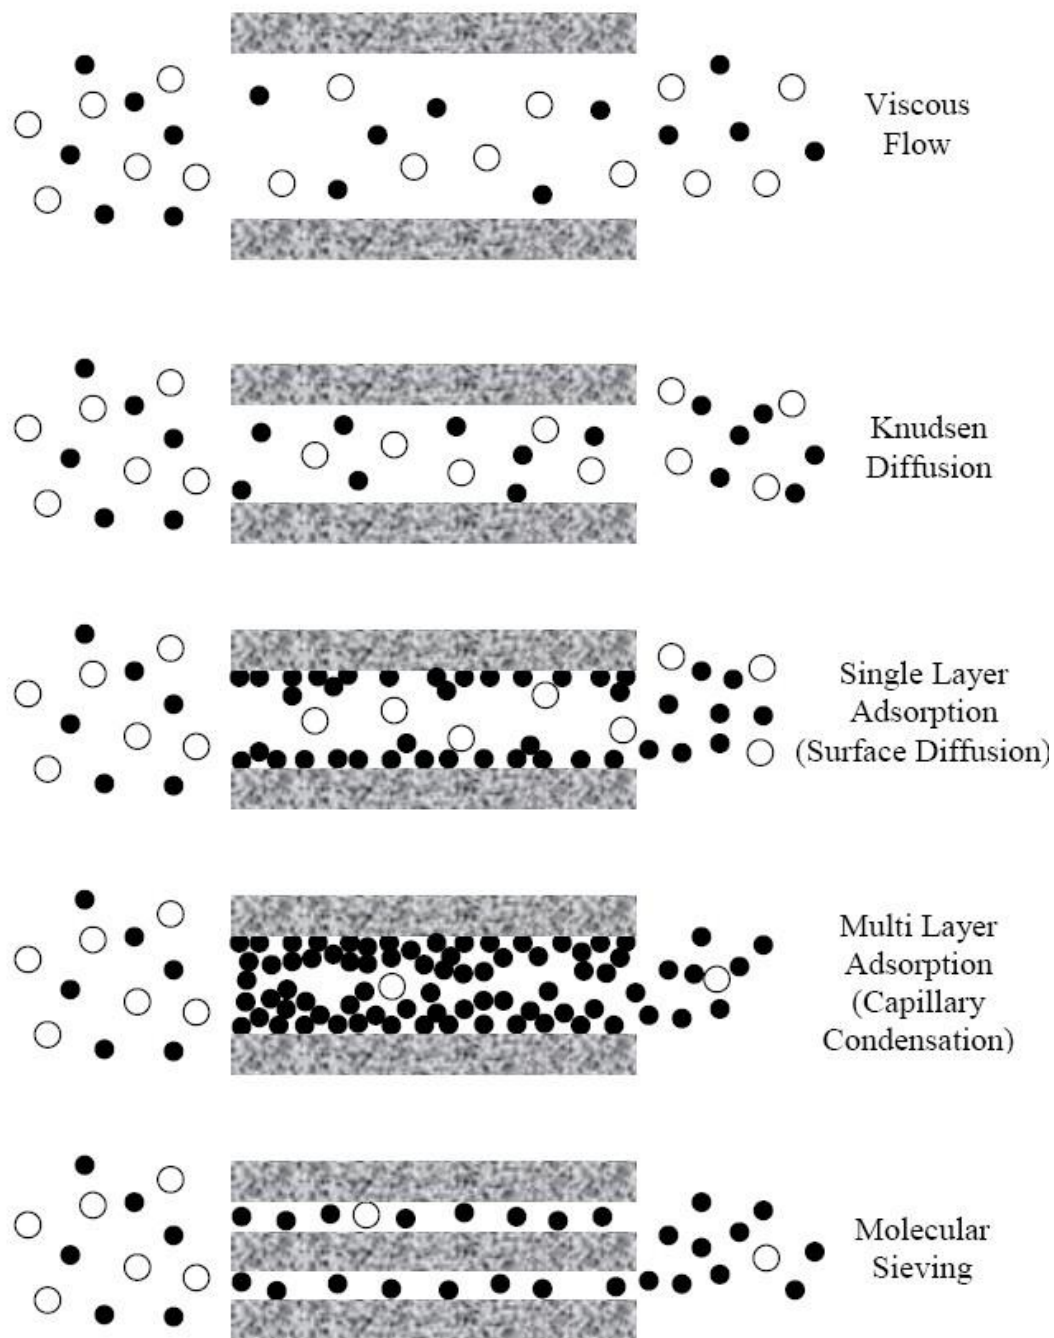 Viscous
Flow
Knudsen
Diffusion
Single Layer
Adsorption
(Surface Diffusion)
Multi Layer
Adsorption
(Capillary
Condensation)
Molecular
Sieving